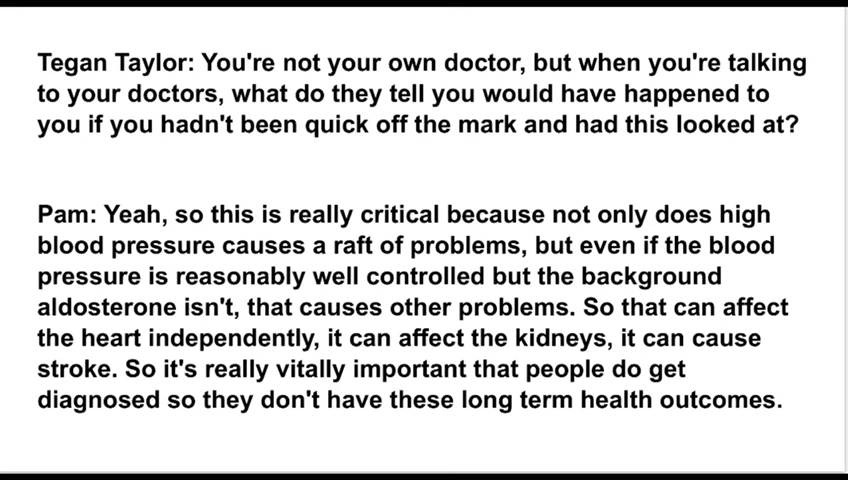 Tegan Taylor: You're not your own doctor, but when you're talking
to your doctors, what do they tell you would have happened to
you if you hadn't been quick off the mark and had this looked at?
Pam: Yeah, so this is really critical because not only does high
blood pressure causes a raft of problems, but even if the blood
pressure is reasonably well controlled but the background
aldosterone isn't, that causes other problems. So that can affect
the heart independently, it can affect the kidneys, it can cause
stroke. So it's really vitally important that people do get
diagnosed so they don't have these long term health outcomes.